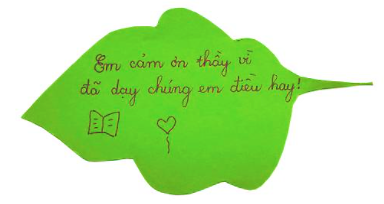 Em cảm ơn thầy vì
đã dạy chúng em điều hay!